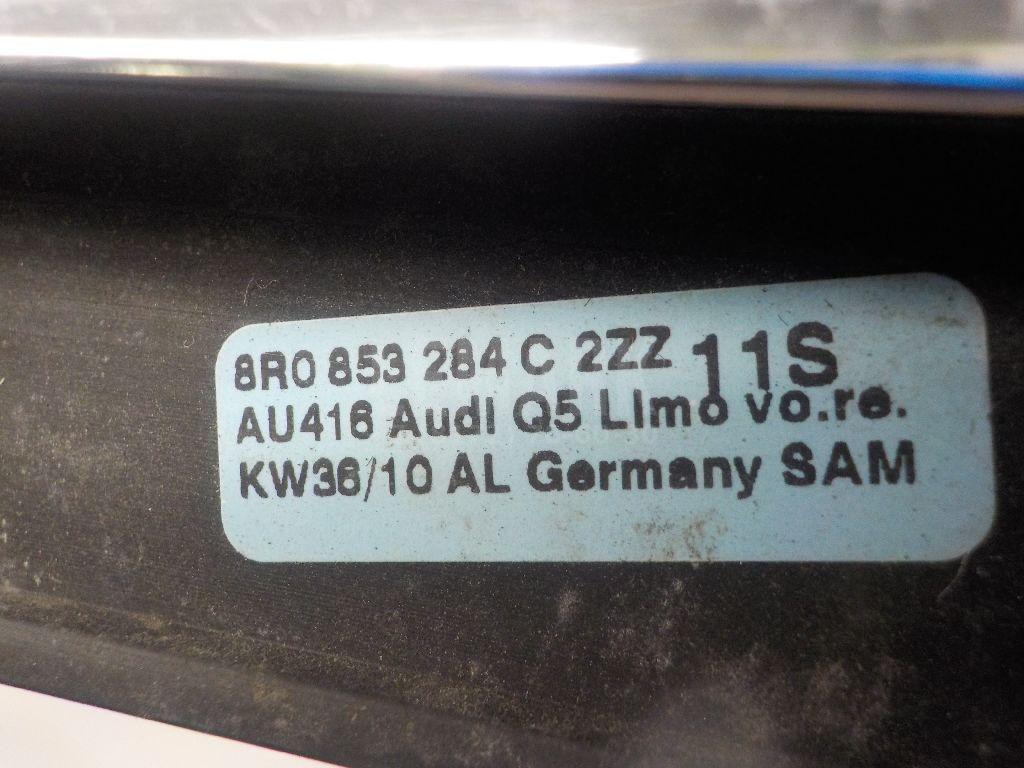 8R0 853 284 C 2ZZ 11S
AU416 Audi Q5 Limo vo.re.
KW36/10 AL Germany SAM